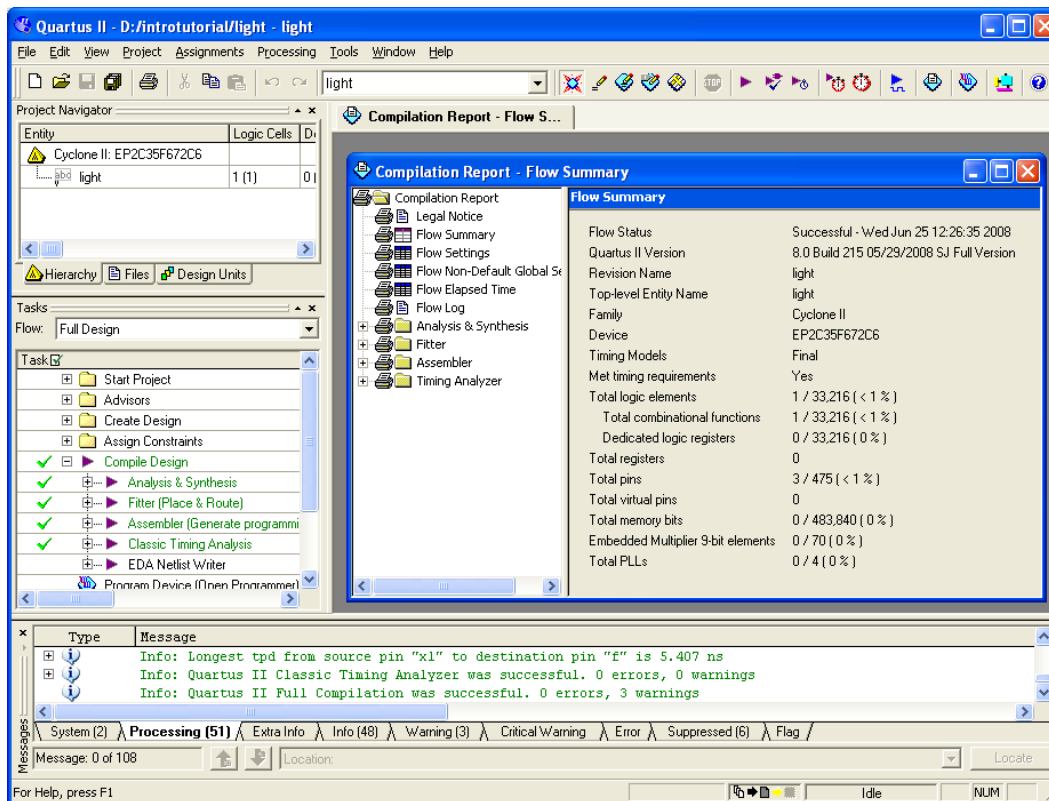 Quartus II - D:/introtutorial/light - light
File Edit View Project Assignments Processing Tools Window Help
light
Project Navigator
Entity Logic Cells
Cyclone II: EP2C35F672C6
abd light 1 (1) 0
Hierarchy Files Design Units
Tasks
Flow: Full Design
Task
Start Project
Advisors
Create Design
Assign Constraints
Compile Design
Analysis & Synthesis
Fitter (Place & Route)
Assembler (Generate programmi
Classic Timing Analysis
EDA Netlist Writer
Program Device (Open Programmer)
Compilation Report - Flow S...
Compilation Report - Flow Summary
Compilation Report
Legal Notice
Flow Summary
Flow Settings
Flow Non-Default Global Se
Flow Elapsed Time
Flow Log
Analysis & Synthesis
Fitter
Assembler
Timing Analyzer
Flow Summary
Flow Status Successful - Wed Jun 25 12:26:35 2008
Quartus II Version 8.0 Build 215 05/29/2008 SJ Full Version
Revision Name light
Top-level Entity Name light
Family Cyclone II
Device EP2C35F672C6
Timing Models Final
Met timing requirements Yes
Total logic elements 1 / 33,216 ( < 1 % )
Total combinational functions 1 / 33,216 ( < 1 % )
Dedicated logic registers 0 / 33,216 ( 0 % )
Total registers 0
Total pins 3 / 475 ( < 1 % )
Total virtual pins 0
Total memory bits 0 / 483,840 ( 0 % )
Embedded Multiplier 9-bit elements 0 / 70 ( 0 % )
Total PLLs 0 / 4 ( 0 % )
Type Message
Info: Longest tpd from source pin "x1" to destination pin "f" is 5.407 ns
Info: Quartus II Classic Timing Analyzer was successful. 0 errors, 0 warnings
Info: Quartus II Full Compilation was successful. 0 errors, 3 warnings
System (2) Processing (51) Extra Info Info (48) Warning (3) Critical Warning Error Suppressed (6) Flag
Messages
Message: 0 of 108 Location: Locate
For Help, press F1 Idle NUM